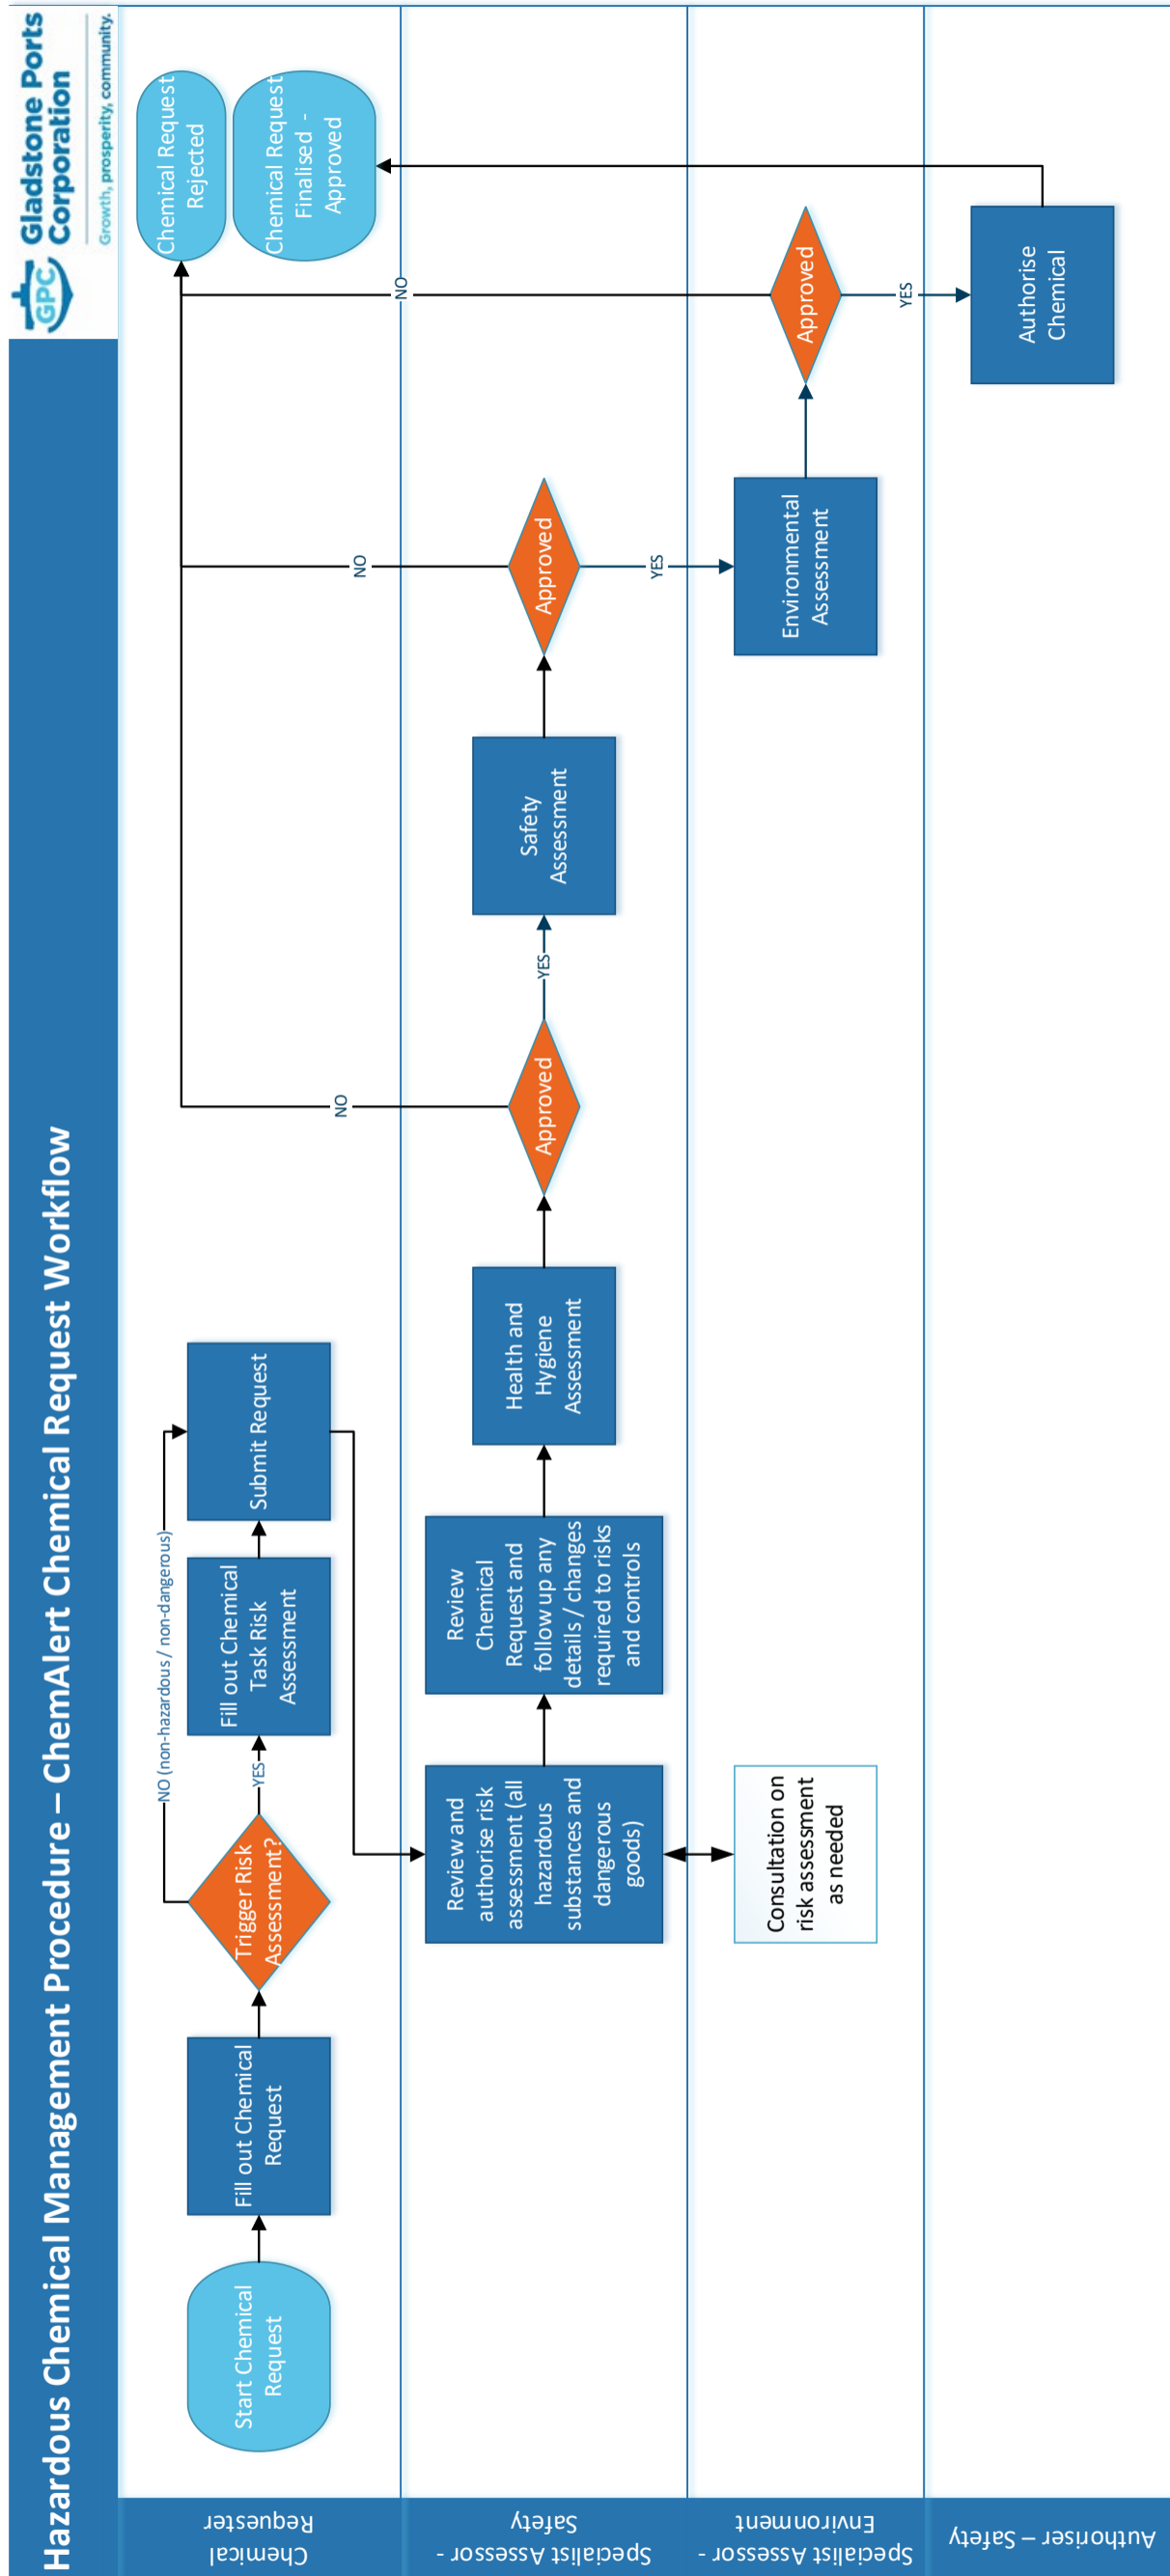 Hazardous Chemical Management Procedure – ChemAlert Chemical Request Workflow
GPC
Gladstone Ports
Corporation
Growth, prosperity, community.
Chemical
Requester
Start Chemical
Request
Fill out Chemical
Request
Trigger Risk
Assessment?
NO (non-hazardous / non-dangerous)
YES
Fill out Chemical
Task Risk
Assessment
Submit Request
NO
NO
NO
Chemical Request
Rejected
Chemical Request
Finalised -
Approved
Specialist Assessor -
Safety
Review and
authorise risk
assessment (all
hazardous
substances and
dangerous
goods)
Review
Chemical
Request and
follow up any
details / changes
required to risks
and controls
Health and
Hygiene
Assessment
Approved
YES
Safety
Assessment
Approved
YES
Specialist Assessor -
Environment
Consultation on
risk assessment
as needed
Environmental
Assessment
Approved
YES
Authoriser – Safety
Authorise
Chemical